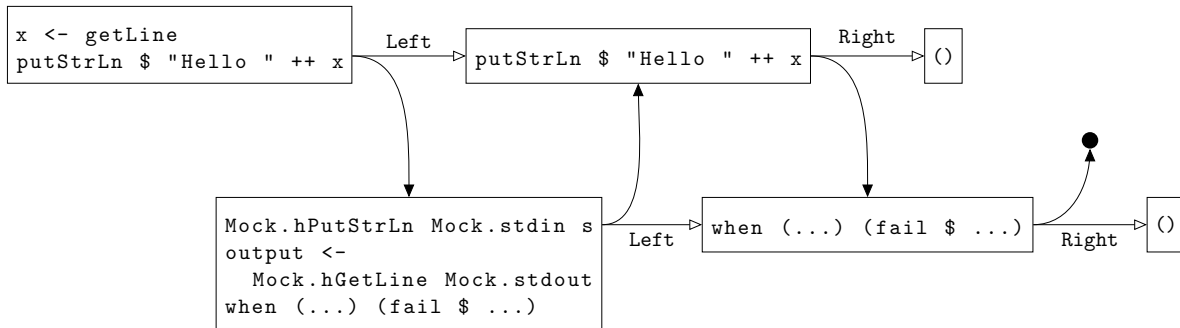 x <- getLine
putStrLn $ "Hello " ++ x
Left
putStrLn $ "Hello " ++ x
Right
()
Mock.hPutStrLn Mock.stdin s
output <-
  Mock.hGetLine Mock.stdout
when (...) (fail $ ...)
Left
when (...) (fail $ ...)
Right
()